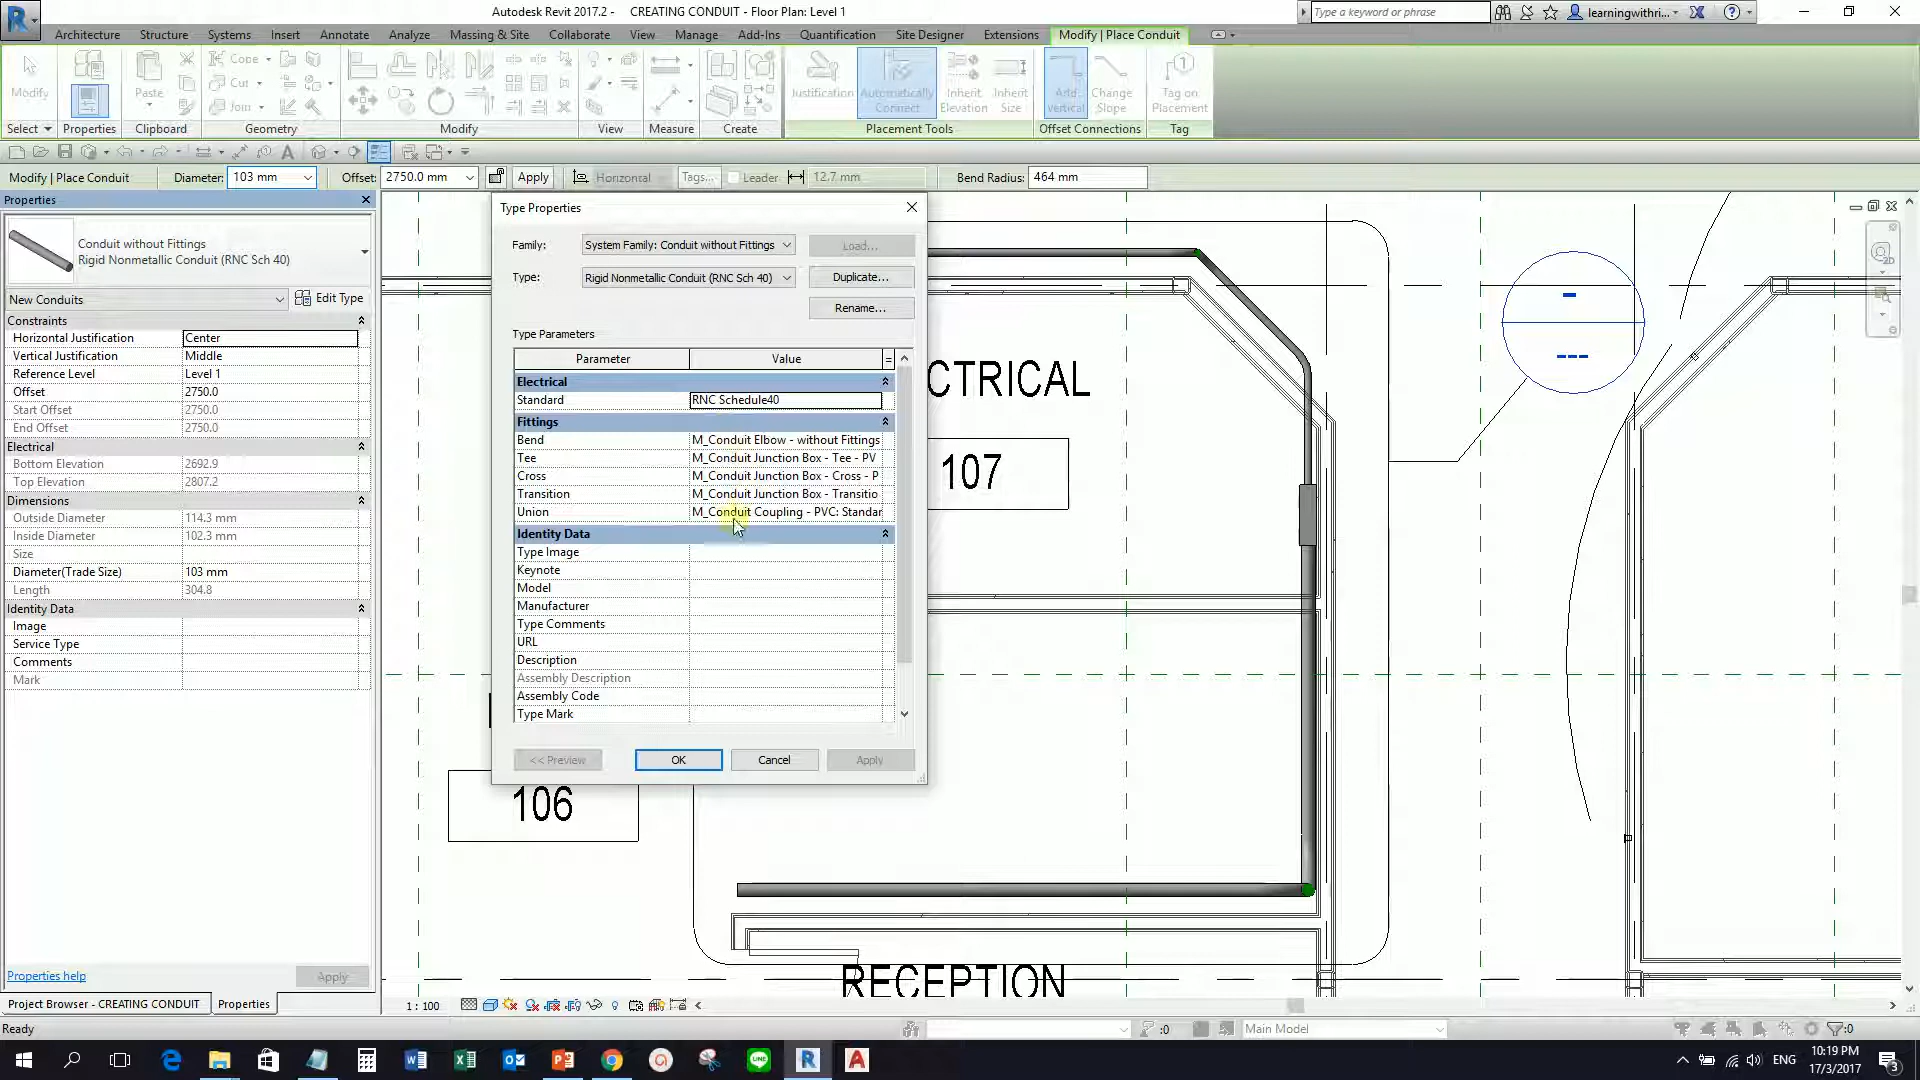 Autodesk Revit 2017.2 - CREATING CONDUIT - Floor Plan: Level 1
Type a keyword or phrase
learningwithri...
Architecture Structure Systems Insert Annotate Analyze Massing & Site Collaborate View Manage Add-Ins Quantification Site Designer Extensions Modify | Place Conduit
Modify
Paste
Cope
Cut
Join
Justification
Automatically Connect
Inherit Elevation
Inherit Size
Add Vertical
Change Slope
Tag on Placement
Select Properties Clipboard Geometry Modify View Measure Create Placement Tools Offset Connections Tag
Modify | Place Conduit Diameter: 103 mm Offset: 2750.0 mm Apply Horizontal Tags... Leader 12.7 mm Bend Radius: 464 mm
Properties
Conduit without Fittings
Rigid Nonmetallic Conduit (RNC Sch 40)
New Conduits Edit Type
Constraints
Horizontal Justification Center
Vertical Justification Middle
Reference Level Level 1
Offset 2750.0
Start Offset 2750.0
End Offset 2750.0
Electrical
Bottom Elevation 2692.9
Top Elevation 2807.2
Dimensions
Outside Diameter 114.3 mm
Inside Diameter 102.3 mm
Size
Diameter(Trade Size) 103 mm
Length 304.8
Identity Data
Image
Service Type
Comments
Mark
Properties help Apply
Project Browser - CREATING CONDUIT Properties
Type Properties
Family: System Family: Conduit without Fittings Load...
Type: Rigid Nonmetallic Conduit (RNC Sch 40) Duplicate...
Rename...
Type Parameters
Parameter Value =
Electrical
Standard RNC Schedule40
Fittings
Bend M_Conduit Elbow - without Fittings
Tee M_Conduit Junction Box - Tee - PV
Cross M_Conduit Junction Box - Cross - P
Transition M_Conduit Junction Box - Transitio
Union M_Conduit Coupling - PVC: Standar
Identity Data
Type Image
Keynote
Model
Manufacturer
Type Comments
URL
Description
Assembly Description
Assembly Code
Type Mark
<< Preview OK Cancel Apply
CTRICAL
107
106
RECEPTION
2D
1 : 100
Ready
:0
Main Model
:0
ENG
10:19 PM
17/3/2017
3